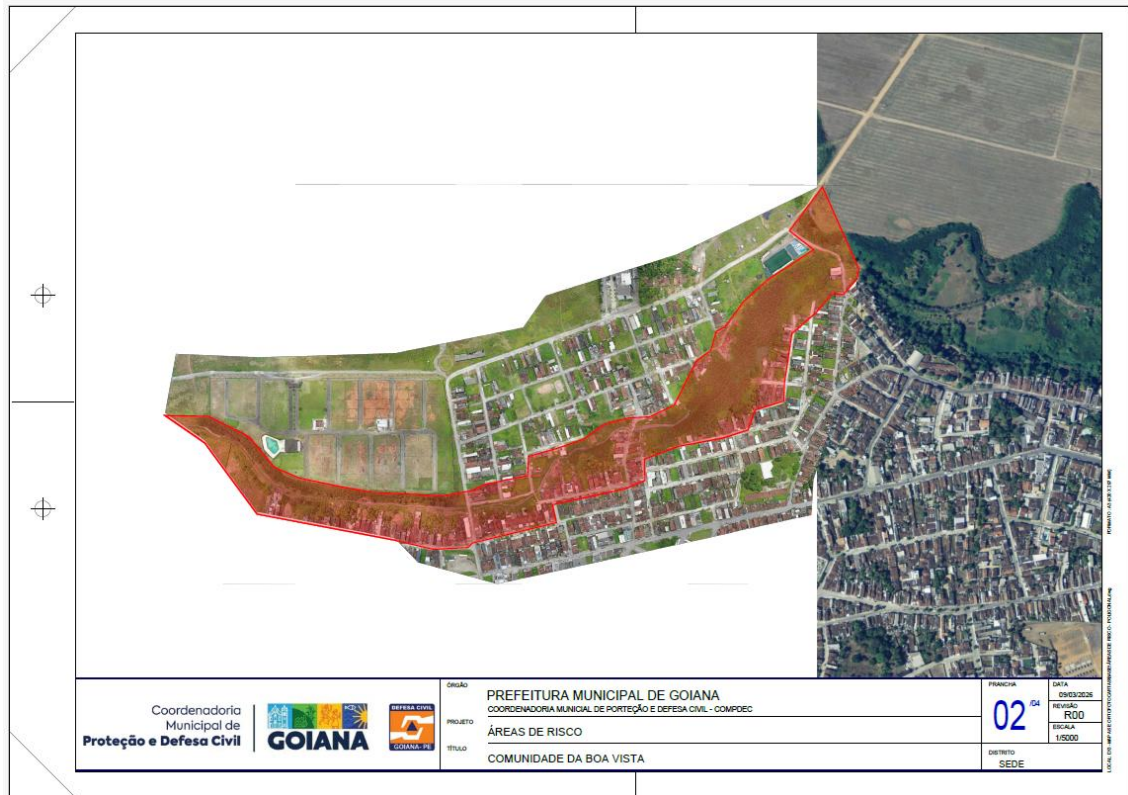 Coordenadoria
Municipal de
Proteção e Defesa Civil
GOIANA
DEFESA CIVIL
GOIANA - PE
ÓRGÃO
PREFEITURA MUNICIPAL DE GOIANA
COORDENADORIA MUNICIAL DE PORTEÇÃO E DEFESA CIVIL - COMPDEC
PROJETO
ÁREAS DE RISCO
TÍTULO
COMUNIDADE DA BOA VISTA
PRANCHA
02 /04
DATA
09/03/2026
REVISÃO
R00
ESCALA
1/5000
DISTRITO
SEDE